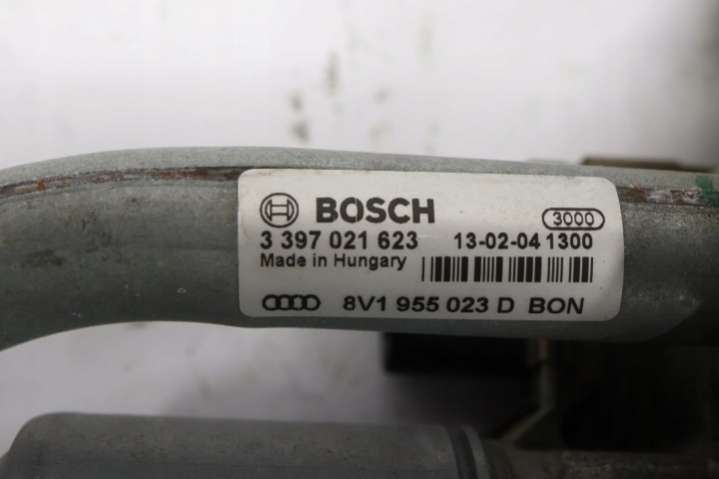 BOSCH 3000
3 397 021 623 13-02-04 1300
Made in Hungary
8V1 955 023 D BON